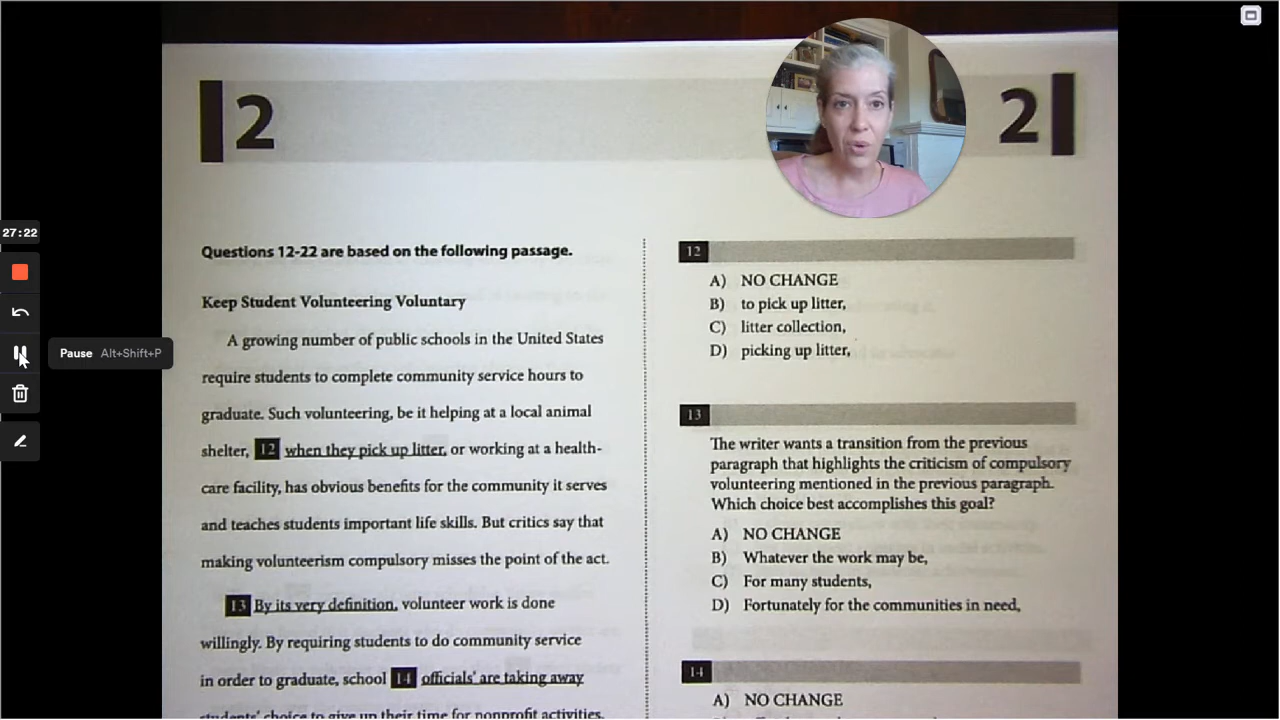 2
2
27:22
Pause Alt+Shift+P
Questions 12-22 are based on the following passage.
Keep Student Volunteering Voluntary
A growing number of public schools in the United States
require students to complete community service hours to
graduate. Such volunteering, be it helping at a local animal
shelter, 12 when they pick up litter, or working at a health-
care facility, has obvious benefits for the community it serves
and teaches students important life skills. But critics say that
making volunteerism compulsory misses the point of the act.
13 By its very definition, volunteer work is done
willingly. By requiring students to do community service
in order to graduate, school 14 officials' are taking away
students' choice to give up their time for nonprofit activities.
12
A) NO CHANGE
B) to pick up litter,
C) litter collection,
D) picking up litter,
13
The writer wants a transition from the previous
paragraph that highlights the criticism of compulsory
volunteering mentioned in the previous paragraph.
Which choice best accomplishes this goal?
A) NO CHANGE
B) Whatever the work may be,
C) For many students,
D) Fortunately for the communities in need,
14
A) NO CHANGE